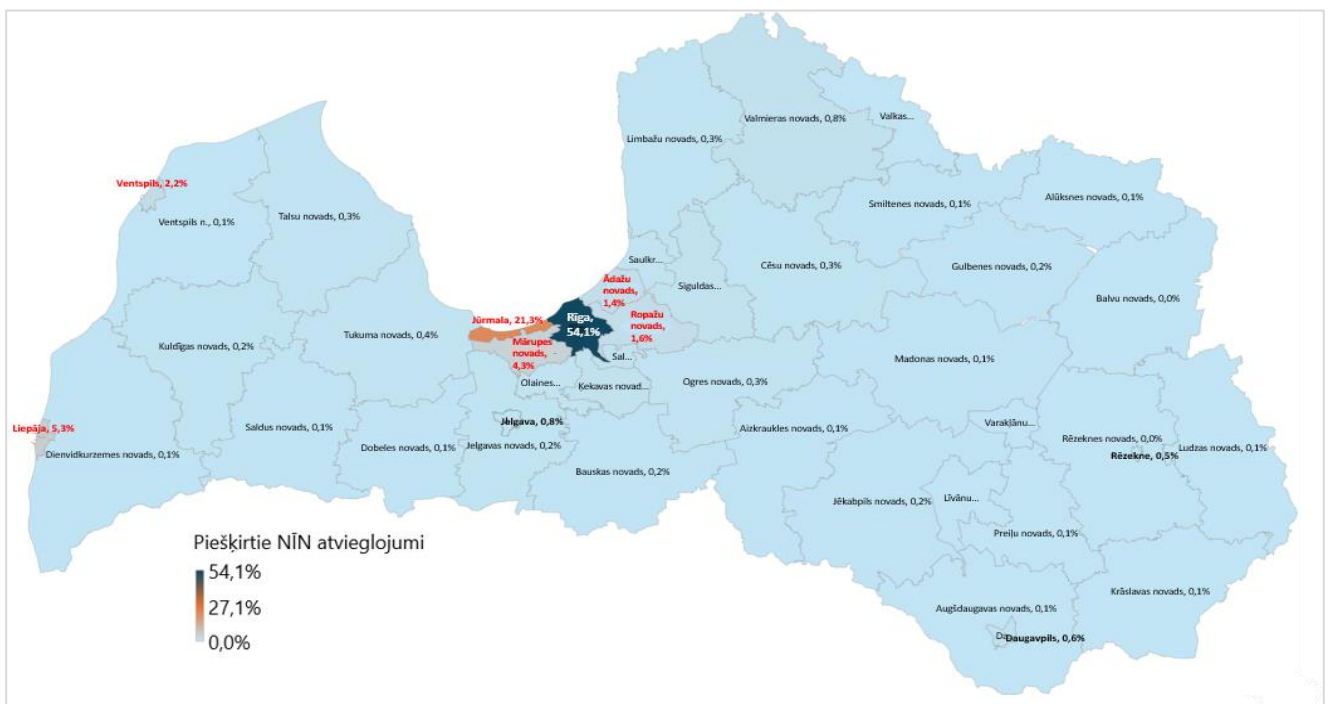 Valmieras novads, 0,8%
Valkas...
Limbažu novads, 0,3%
Ventspils, 2,2%
Ventspils n., 0,1%
Talsu novads, 0,3%
Smiltenes novads, 0,1%
Alūksnes novads, 0,1%
Saulkr...
Cēsu novads, 0,3%
Gulbenes novads, 0,2%
Siguldas...
Ādažu
novads,
1,4%
Balvu novads, 0,0%
Jūrmala, 21,3%
Rīga,
54,1%
Ropažu
novads,
1,6%
Tukuma novads, 0,4%
Kuldīgas novads, 0,2%
Mārupes
novads,
4,3%
Sal...
Madonas novads, 0,1%
Olaines...
Ķekavas novad...
Ogres novads, 0,3%
Liepāja, 5,3%
Saldus novads, 0,1%
Jelgava, 0,8%
Aizkraukles novads, 0,1%
Varakļānu...
Dienvidkurzemes novads, 0,1%
Dobeles novads, 0,1%
Jelgavas novads, 0,2%
Rēzeknes novads, 0,0%
Ludzas novads, 0,1%
Rēzekne, 0,5%
Bauskas novads, 0,2%
Jēkabpils novads, 0,2%
Līvānu...
Preiļu novads, 0,1%
Krāslavas novads, 0,1%
Augšdaugavas novads, 0,1%
Da
Daugavpils, 0,6%
Piešķirtie NĪN atvieglojumi
54,1%
27,1%
0,0%